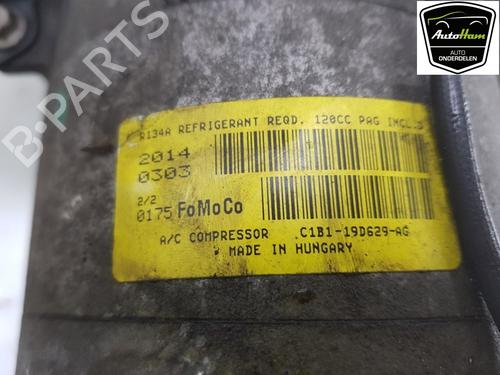 AutoHam
AUTO
ONDERDELEN
B-PARTS
R134A REFRIGERANT REQD. 120CC PAG INCL.
2014
0303
2/2
0175 FoMoCo
A/C COMPRESSOR C1B1-19D629-AG
MADE IN HUNGARY